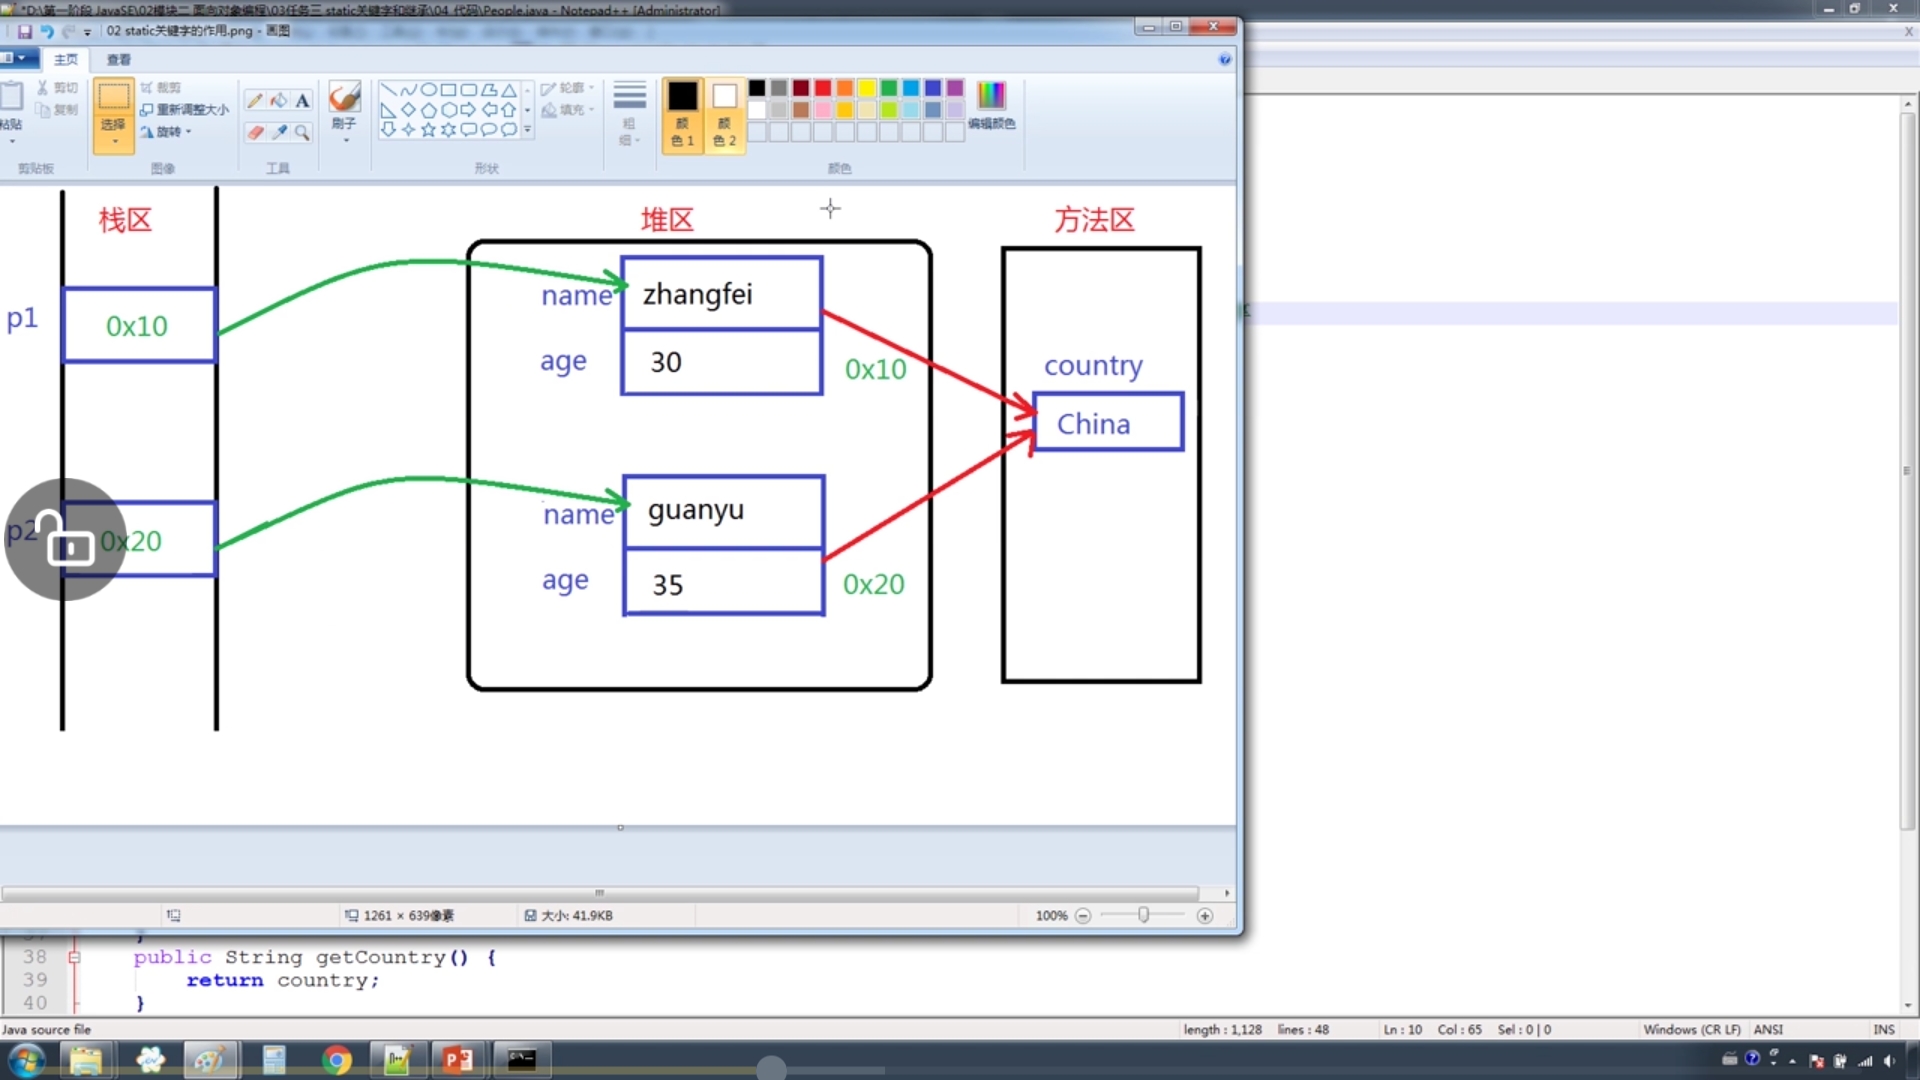 *D:\第一阶段 JavaSE\02模块二 面向对象编程\03任务三 static关键字和继承\04_代码\People.java - Notepad++ [Administrator]
02 static关键字的作用.png - 画图
主页 查看
粘贴 剪切 复制
选择 裁剪 重新调整大小 旋转
A
刷子
轮廓 填充
粗细
颜色 1 颜色 2 编辑颜色
剪贴板 图像 工具 形状 颜色
栈区 堆区 方法区
p1 0x10
name zhangfei
age 30
0x10
country
China
p2 0x20
name guanyu
age 35
0x20
1261 × 639像素 大小: 41.9KB 100%
38 public String getCountry() {
39 return country;
40 }
Java source file length : 1,128 lines : 48 Ln : 10 Col : 65 Sel : 0 | 0 Windows (CR LF) ANSI INS